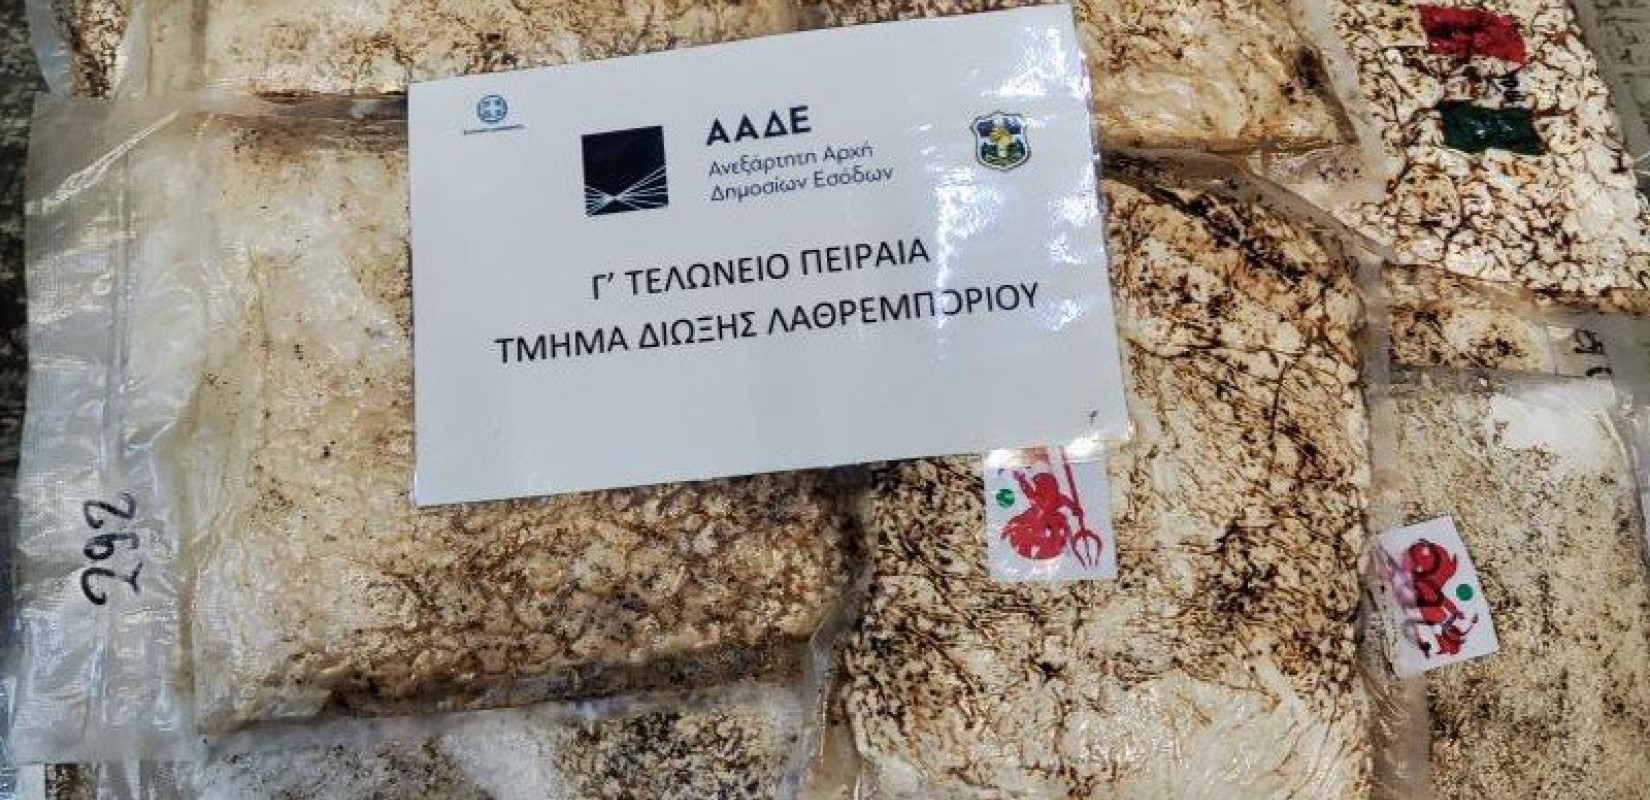 ΑΑΔΕ
Ανεξάρτητη Αρχή
Δημοσίων Εσόδων
Γ’ ΤΕΛΩΝΕΙΟ ΠΕΙΡΑΙΑ
ΤΜΗΜΑ ΔΙΩΞΗΣ ΛΑΘΡΕΜΠΟΡΙΟΥ
292